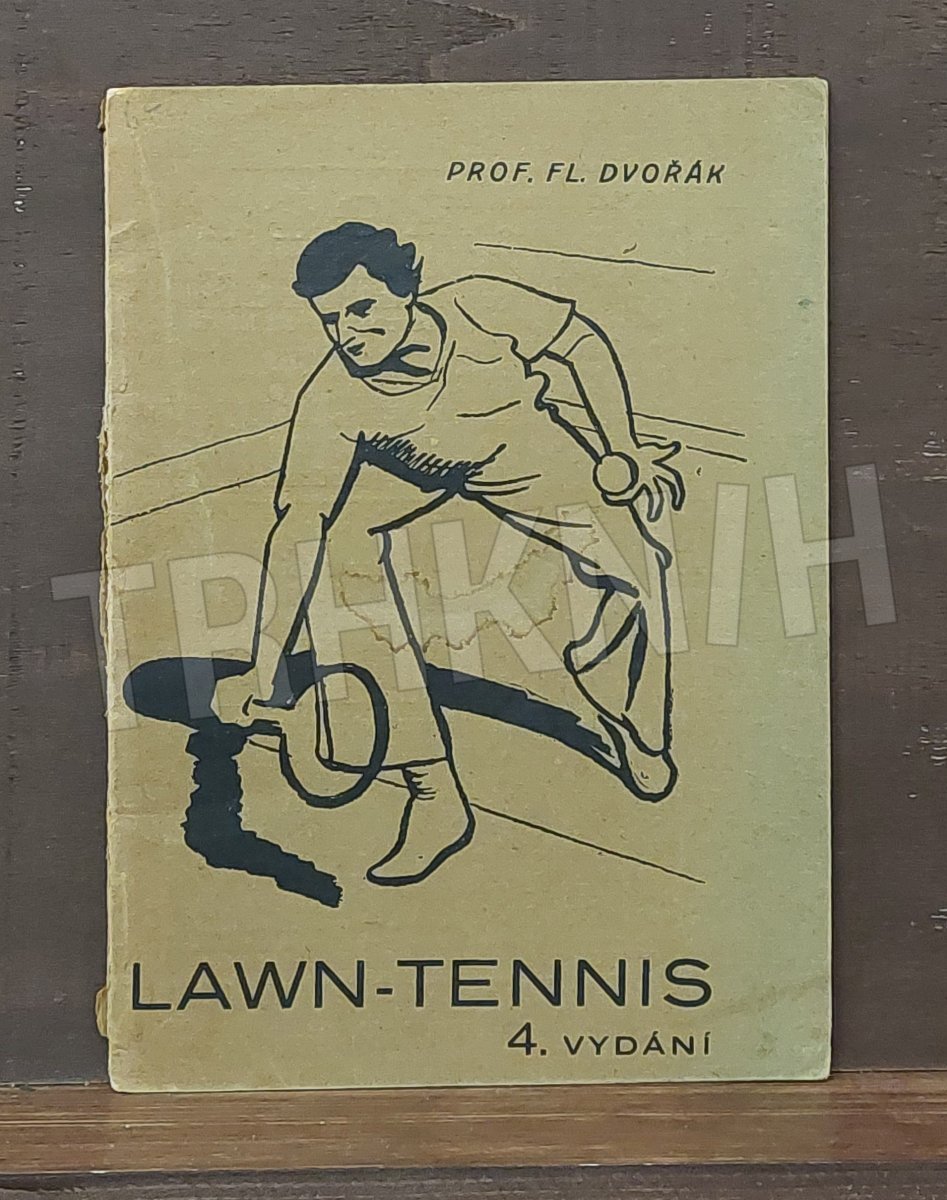 PROF. FL. DVOŘÁK
TRHKNIH
LAWN-TENNIS
4. VYDÁNÍ